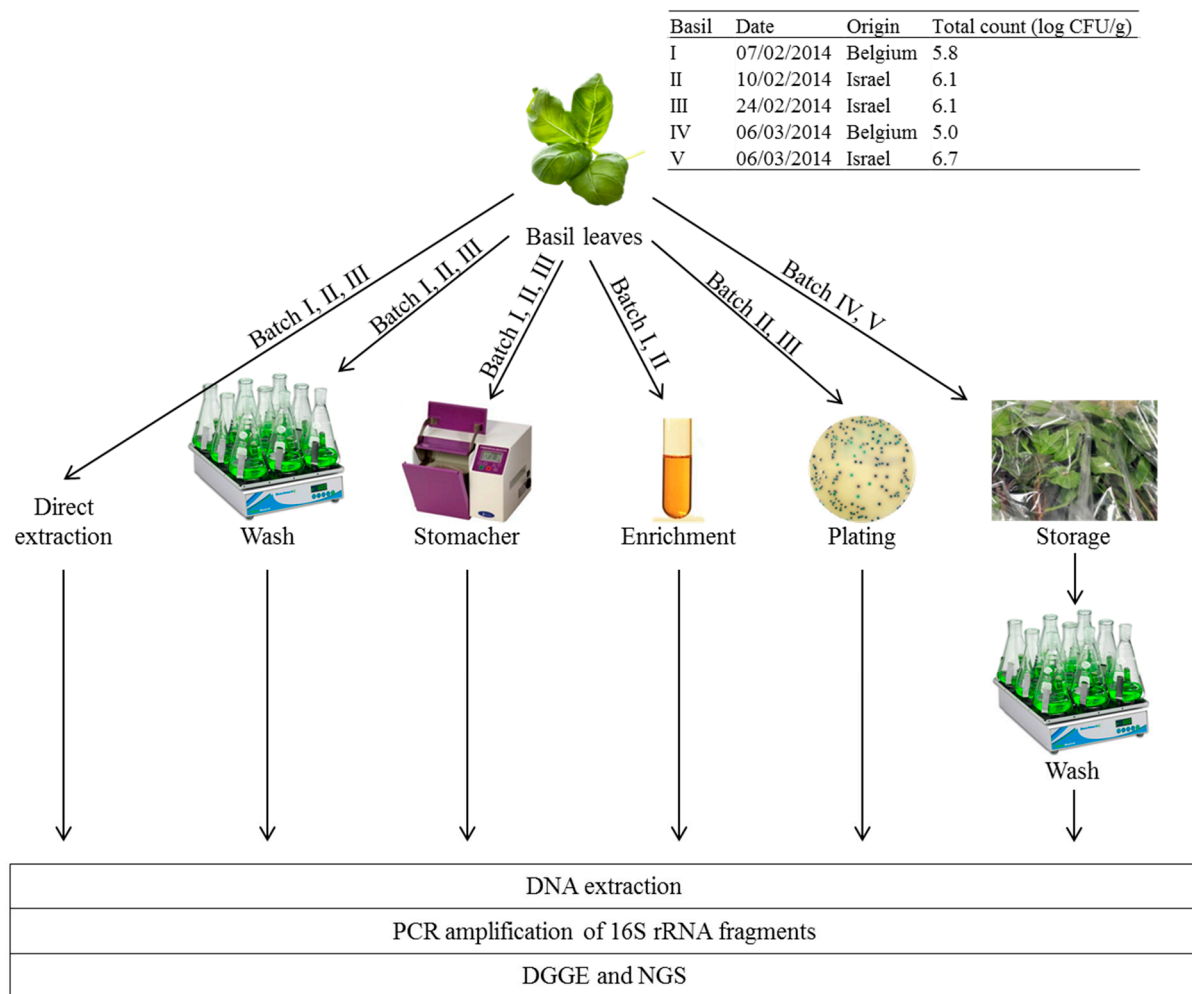 Basil Date Origin Total count (log CFU/g)
I 07/02/2014 Belgium 5.8
II 10/02/2014 Israel 6.1
III 24/02/2014 Israel 6.1
IV 06/03/2014 Belgium 5.0
V 06/03/2014 Israel 6.7
Basil leaves
Batch I, II, III
Batch I, II, III
Batch I, II, III
Batch I, II
Batch II, III
Batch IV, V
Direct
extraction
Wash
Stomacher
Enrichment
Plating
Storage
Wash
DNA extraction
PCR amplification of 16S rRNA fragments
DGGE and NGS